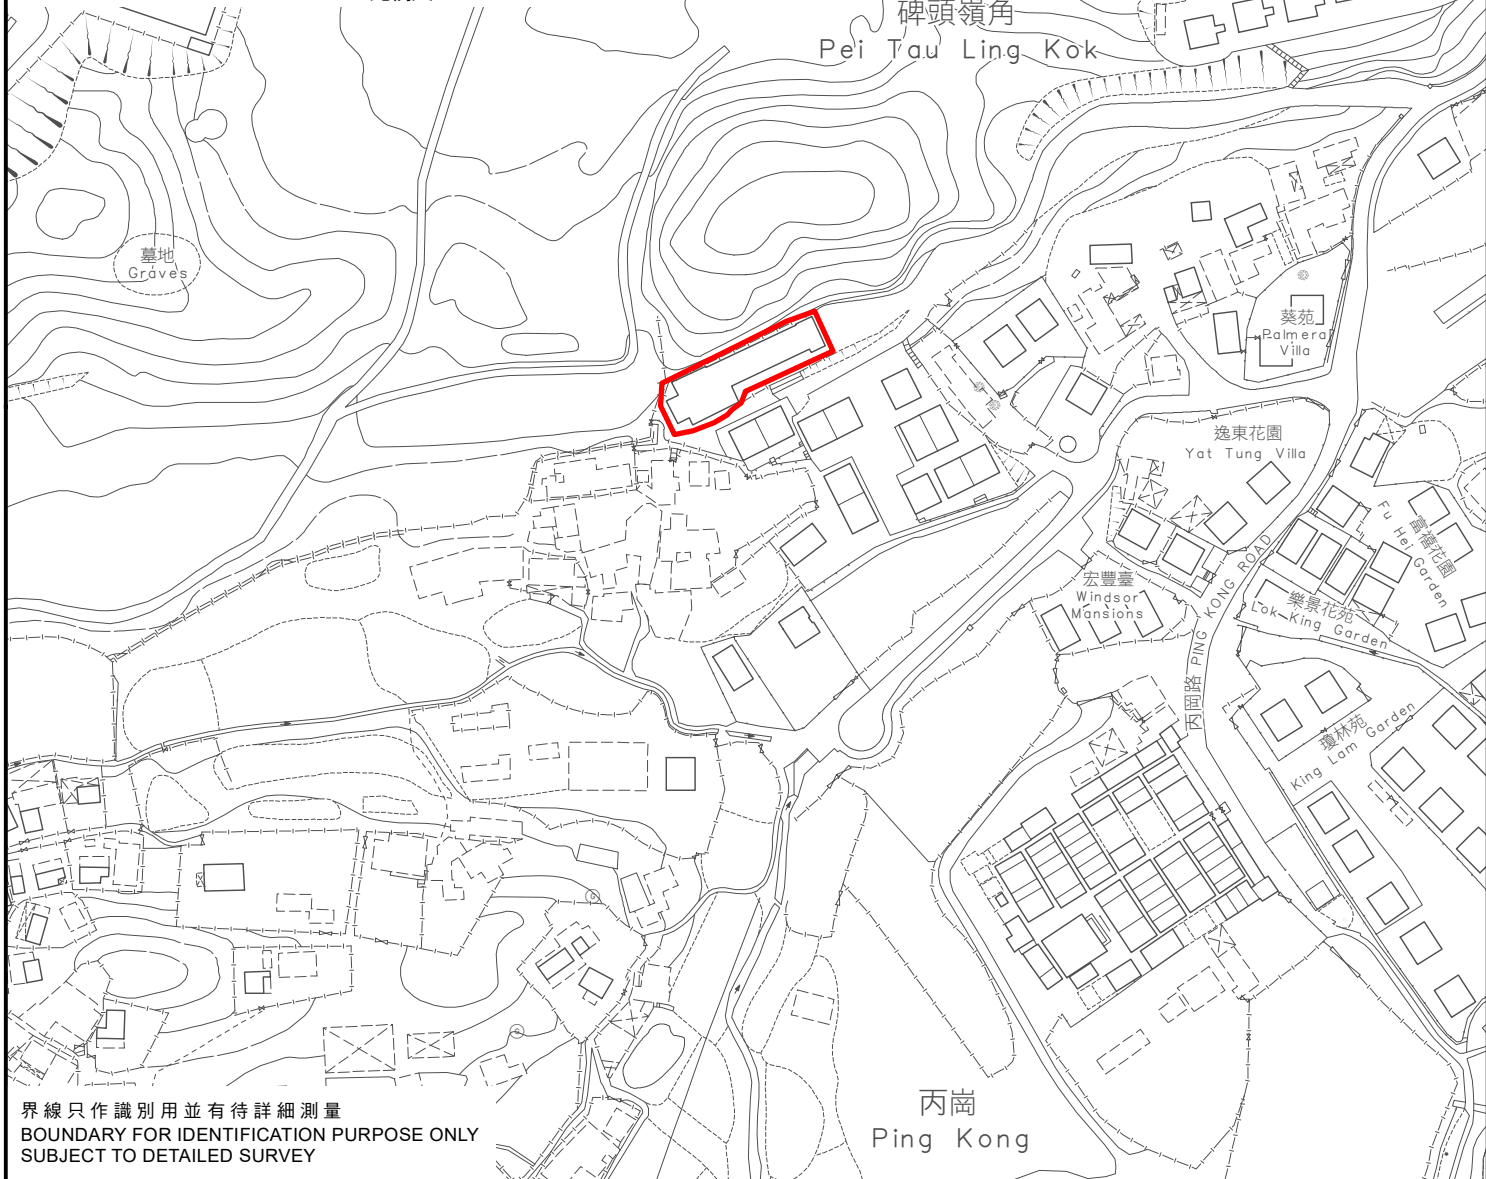 碑頭嶺角
Pei Tau Ling Kok
墓地
Graves
葵苑
Palmera
Villa
逸東花園
Yat Tung Villa
富禧花園
Fu Hei Garden
宏豐臺
Windsor
Mansions
樂景花苑
Lok King Garden
丙岡路 PING KONG ROAD
瓊林苑
King Lam Garden
丙崗
Ping Kong
界線只作識別用並有待詳細測量
BOUNDARY FOR IDENTIFICATION PURPOSE ONLY
SUBJECT TO DETAILED SURVEY